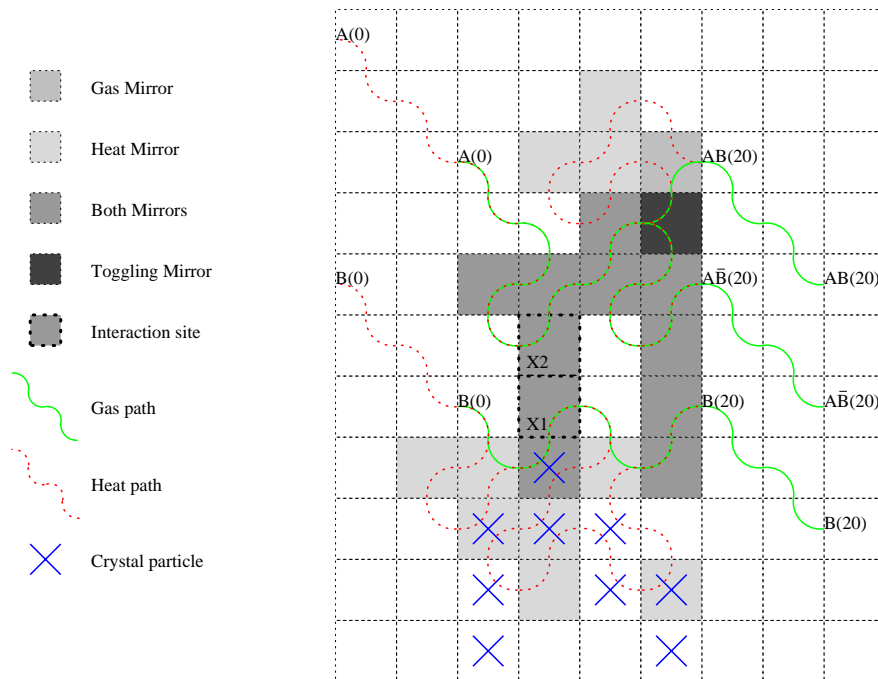 Gas Mirror
Heat Mirror
Both Mirrors
Toggling Mirror
Interaction site
Gas path
Heat path
Crystal particle
A(0)
A(0)
AB(20)
B(0)
AB̄(20)
AB(20)
X2
B(0)
X1
B(20)
AB̄(20)
B(20)